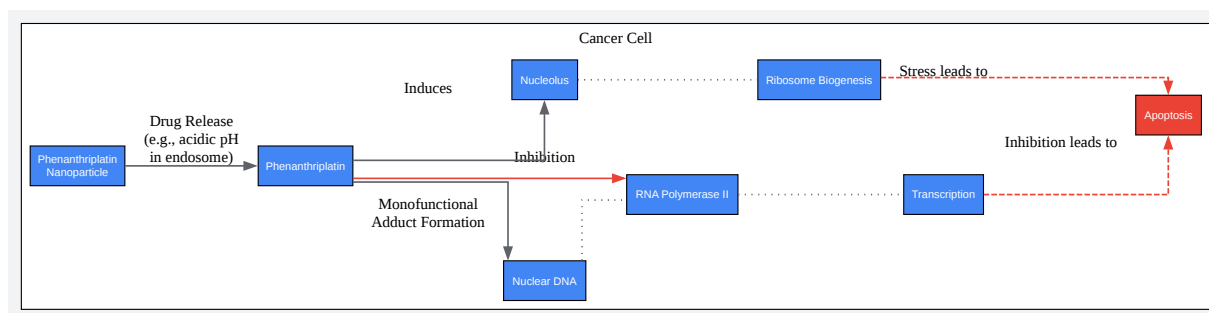 Cancer Cell
Nucleolus
Ribosome Biogenesis
Stress leads to
Induces
Apoptosis
Drug Release
(e.g., acidic pH
in endosome)
Inhibition leads to
Phenanthriplatin
Nanoparticle
Phenanthriplatin
Inhibition
RNA Polymerase II
Transcription
Monofunctional
Adduct Formation
Nuclear DNA